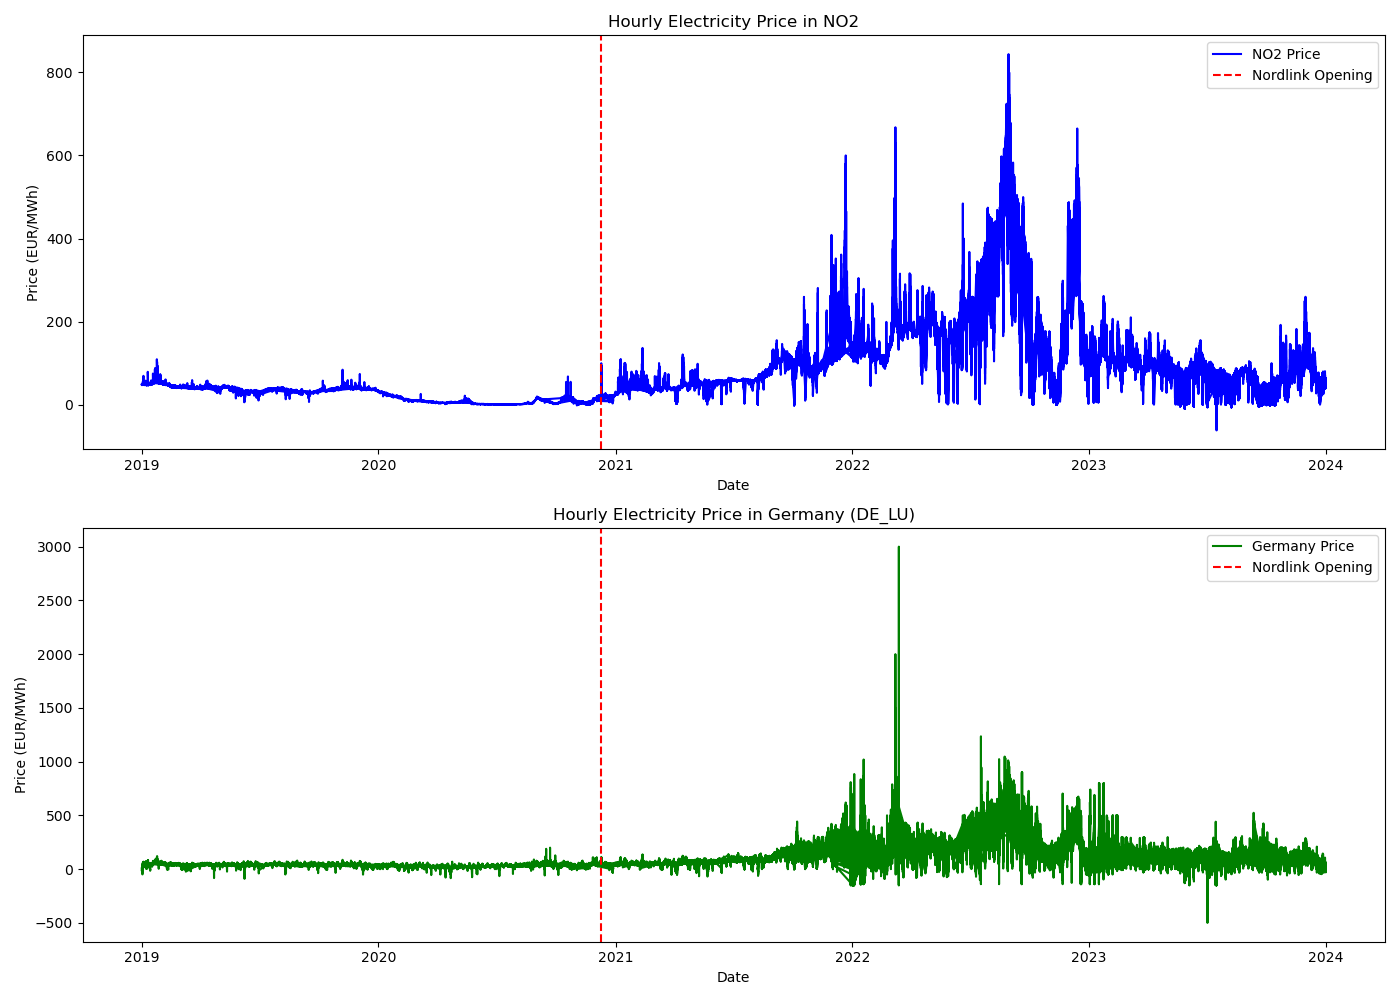 Hourly Electricity Price in NO2
NO2 Price
Nordlink Opening
Price (EUR/MWh)
800
600
400
200
0
2019 2020 2021 2022 2023 2024
Date
Hourly Electricity Price in Germany (DE_LU)
Germany Price
Nordlink Opening
Price (EUR/MWh)
3000
2500
2000
1500
1000
500
0
−500
2019 2020 2021 2022 2023 2024
Date